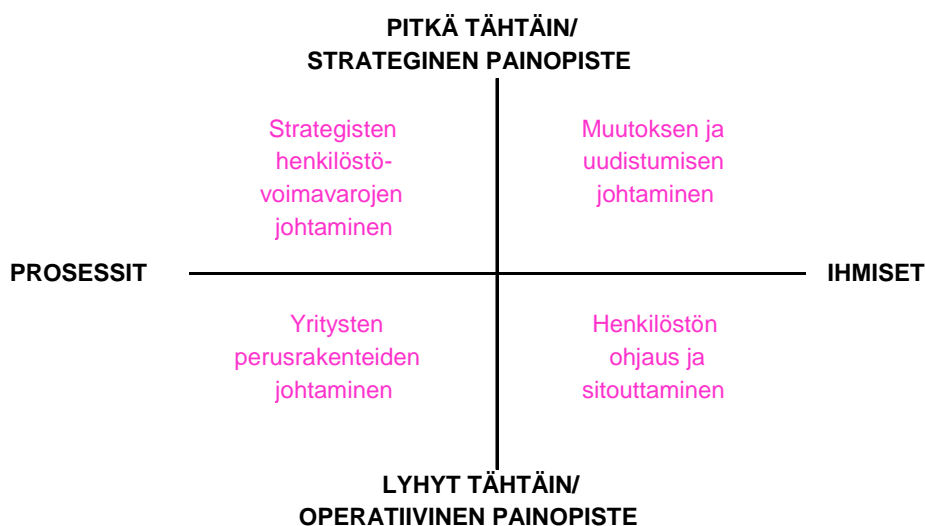 PITKÄ TÄHTÄIN/
STRATEGINEN PAINOPISTE
Strategisten
henkilöstö-
voimavarojen
johtaminen
Muutoksen ja
uudistumisen
johtaminen
PROSESSIT
IHMISET
Yritysten
perusrakenteiden
johtaminen
Henkilöstön
ohjaus ja
sitouttaminen
LYHYT TÄHTÄIN/
OPERATIIVINEN PAINOPISTE